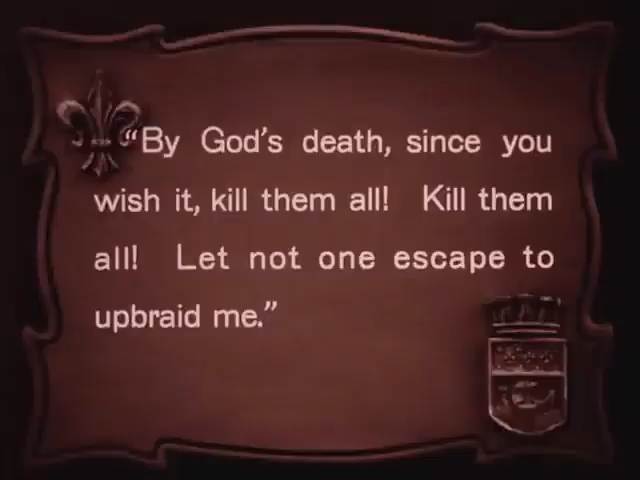 “By God’s death, since you
wish it, kill them all!  Kill them
all!  Let not one escape to
upbraid me.”